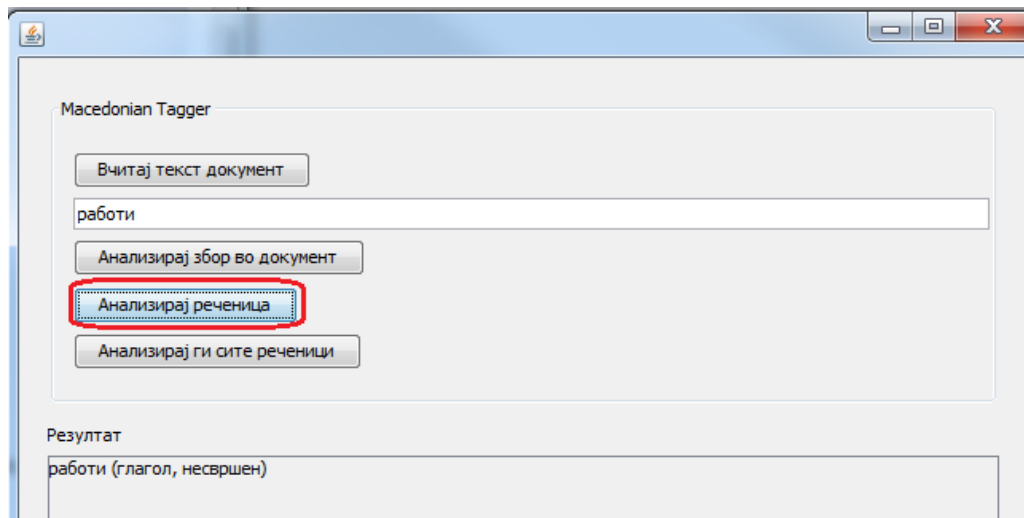 Macedonian Tagger
Вчитај текст документ
работи
Анализирај збор во документ
Анализирај реченица
Анализирај ги сите реченици
Резултат
работи (глагол, несвршен)